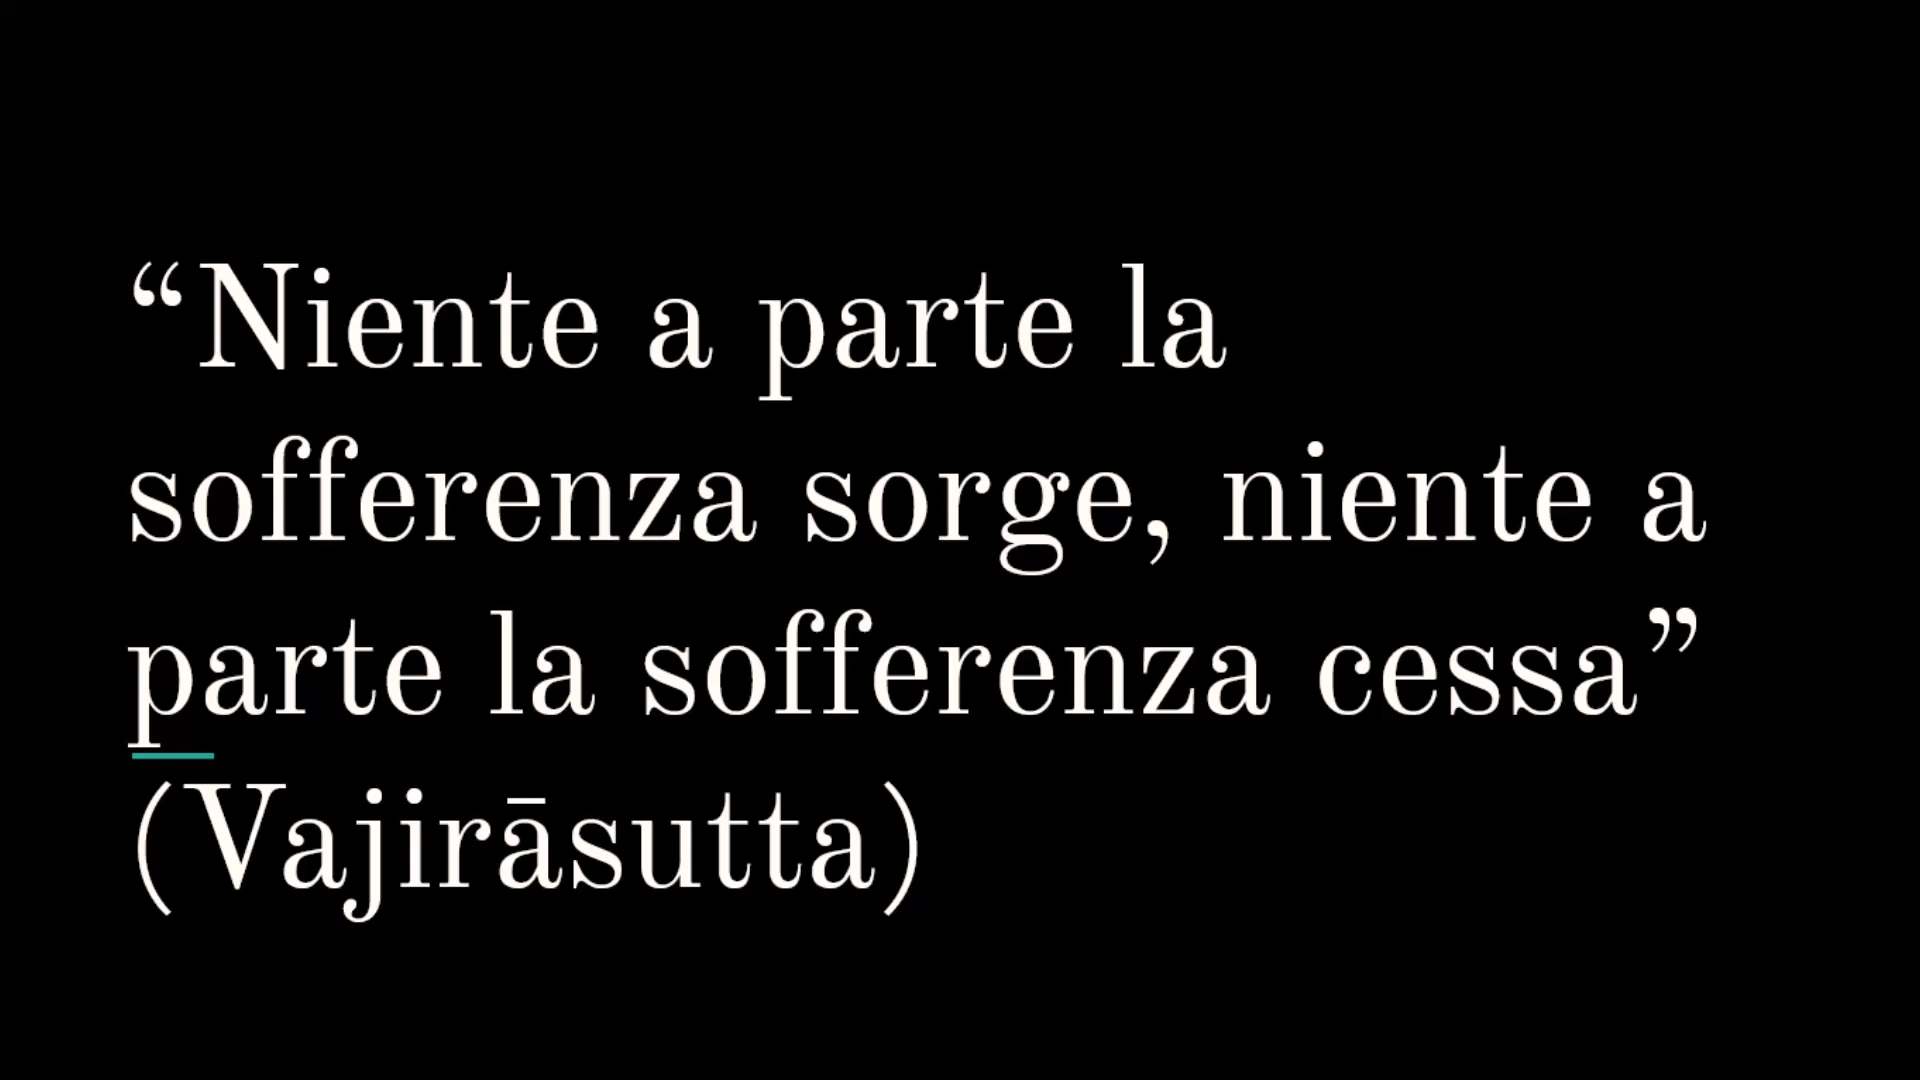 “Niente a parte la
sofferenza sorge, niente a
parte la sofferenza cessa”
(Vajirāsutta)